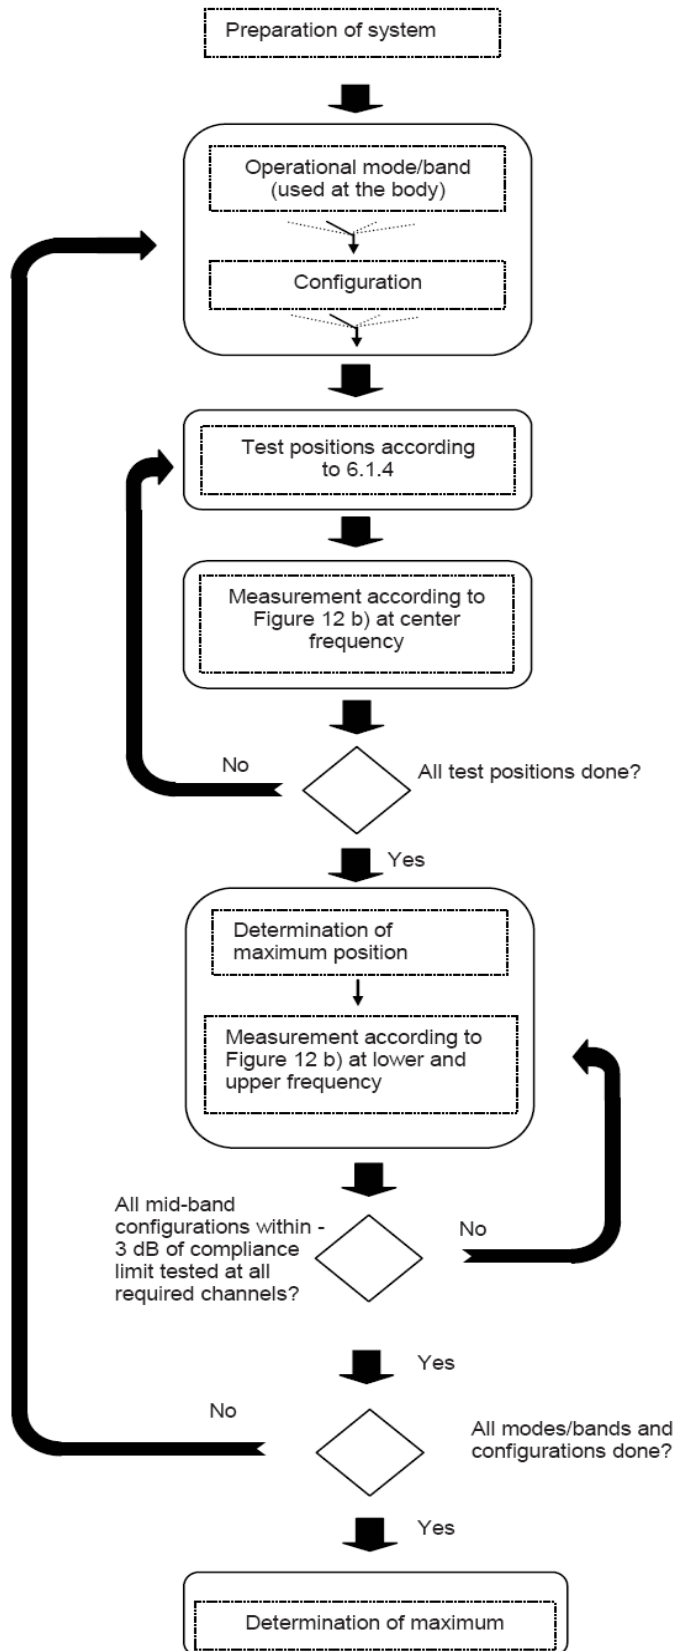 Preparation of system
Operational mode/band
(used at the body)
Configuration
Test positions according
to 6.1.4
Measurement according to
Figure 12 b) at center
frequency
No
All test positions done?
Yes
Determination of
maximum position
Measurement according to
Figure 12 b) at lower and
upper frequency
All mid-band
configurations within -
3 dB of compliance
limit tested at all
required channels?
No
Yes
No
All modes/bands and
configurations done?
Yes
Determination of maximum